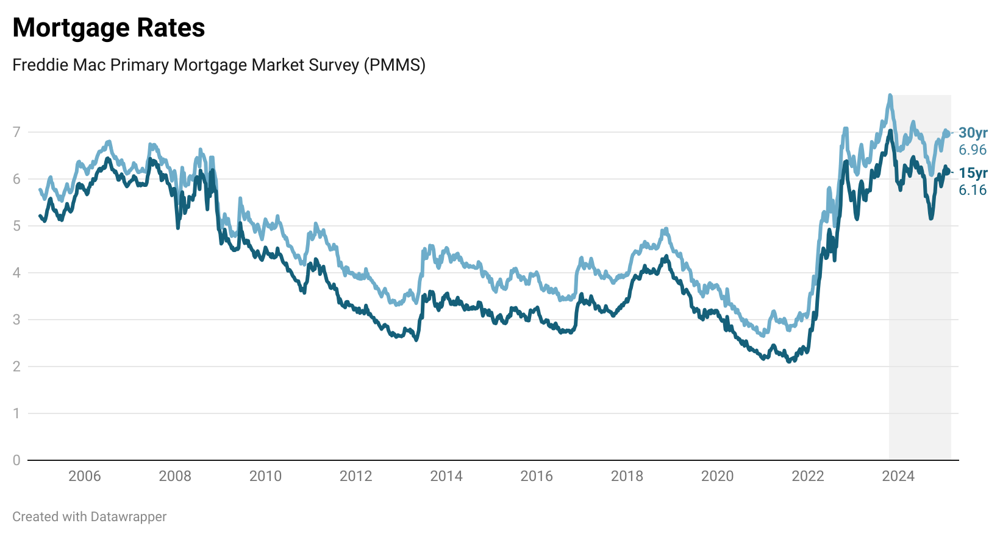 Mortgage Rates
Freddie Mac Primary Mortgage Market Survey (PMMS)
7
6
5
4
3
2
1
0
30yr
6.96
15yr
6.16
2006 2008 2010 2012 2014 2016 2018 2020 2022 2024
Created with Datawrapper